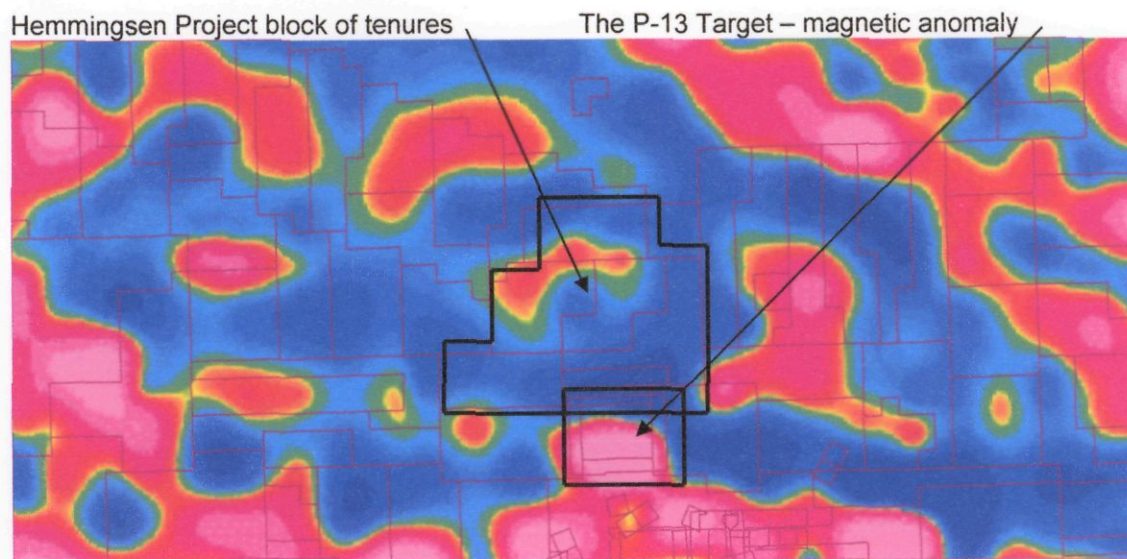 Hemmingsen Project block of tenures
The P-13 Target – magnetic anomaly